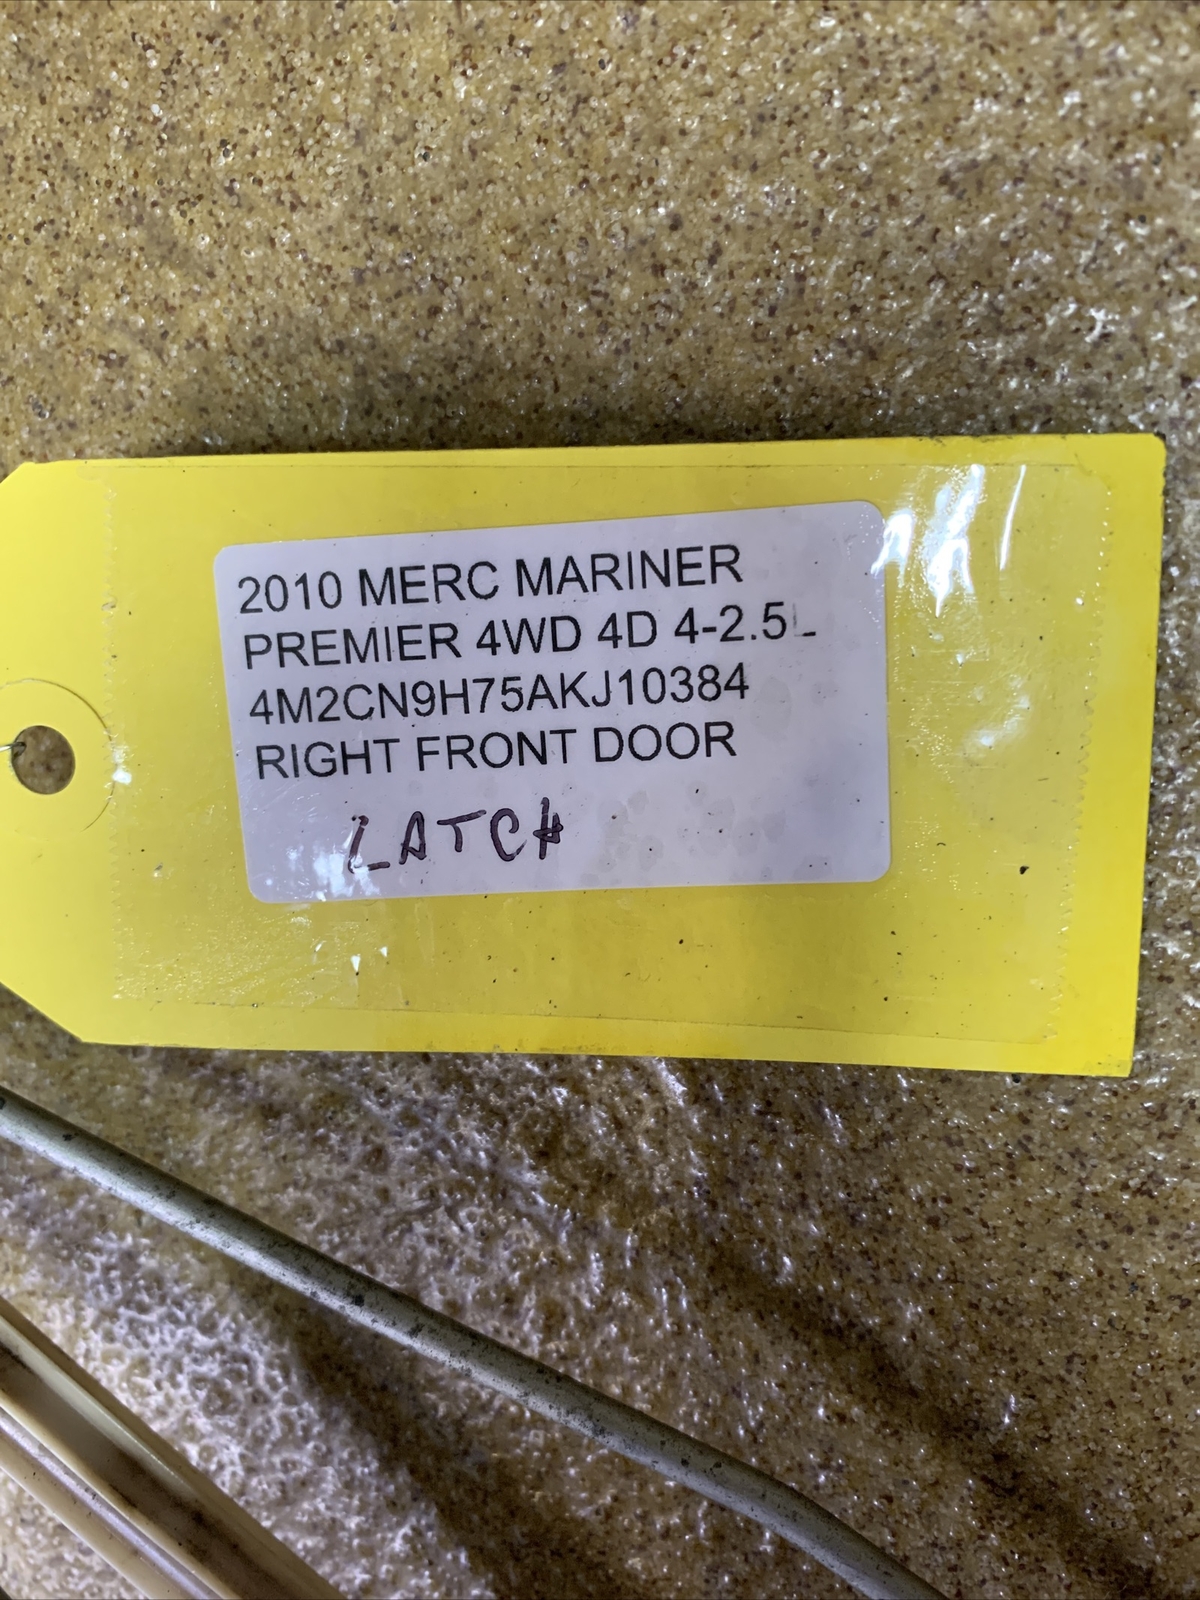 2010 MERC MARINER
PREMIER 4WD 4D 4-2.5L
4M2CN9H75AKJ10384
RIGHT FRONT DOOR
LATCH